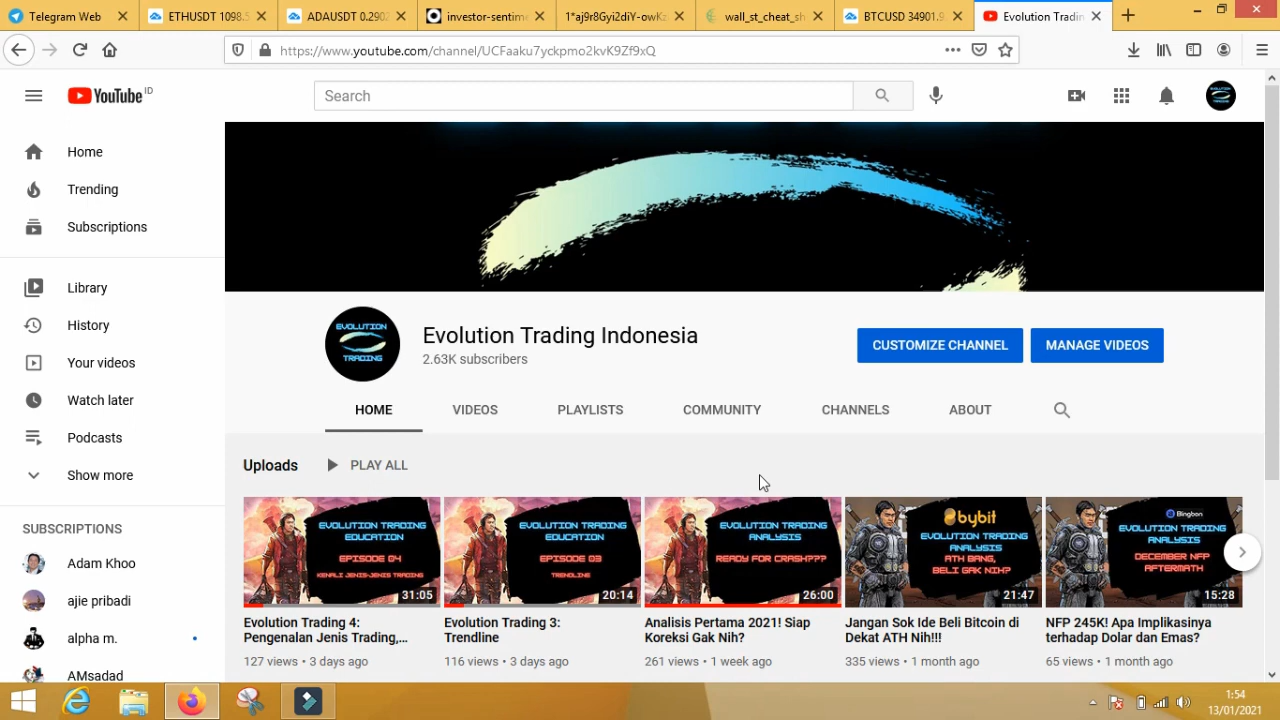 Telegram Web
ETHUSDT 1098.5
ADAUSDT 0.2902
investor-sentime
1*aj9r8Gyi2diY-owKz
wall_st_cheat_sh
BTCUSD 34901.9
Evolution Tradin
https://www.youtube.com/channel/UCFaaku7yckpmo2kvK9Zf9xQ
YouTube ID
Search
Home
Trending
Subscriptions
Library
History
Your videos
Watch later
Podcasts
Show more
SUBSCRIPTIONS
Adam Khoo
ajie pribadi
alpha m.
AMsadad
EVOLUTION
TRADING
Evolution Trading Indonesia
2.63K subscribers
CUSTOMIZE CHANNEL
MANAGE VIDEOS
HOME
VIDEOS
PLAYLISTS
COMMUNITY
CHANNELS
ABOUT
Uploads
PLAY ALL
EVOLUTION TRADING
EDUCATION
EPISODE 04
KENALI JENIS-JENIS TRADING
31:05
Evolution Trading 4:
Pengenalan Jenis Trading,...
127 views • 3 days ago
EVOLUTION TRADING
EDUCATION
EPISODE 03
TRENDLINE
20:14
Evolution Trading 3:
Trendline
116 views • 3 days ago
EVOLUTION TRADING
ANALYSIS
READY FOR CRASH???
26:00
Analisis Pertama 2021! Siap
Koreksi Gak Nih?
261 views • 1 week ago
bybit
EVOLUTION TRADING
ANALYSIS
ATH BANG,
BELI GAK NIH?
21:47
Jangan Sok Ide Beli Bitcoin di
Dekat ATH Nih!!!
335 views • 1 month ago
Bingbon
EVOLUTION TRADING
ANALYSIS
DECEMBER NFP
AFTERMATH
15:28
NFP 245K! Apa Implikasinya
terhadap Dolar dan Emas?
65 views • 1 month ago
1:54
13/01/2021